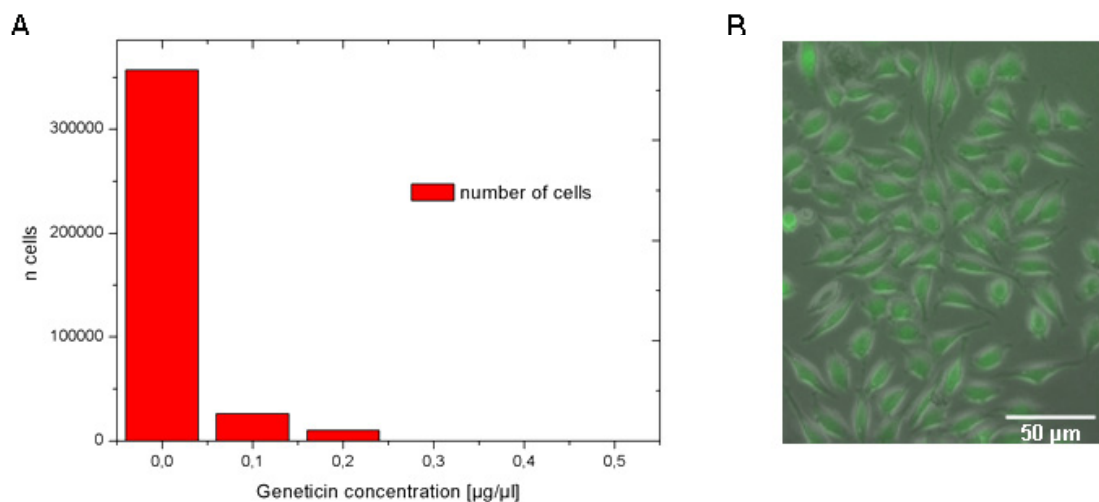 A
B
300000
200000
100000
0
n cells
number of cells
0,0 0,1 0,2 0,3 0,4 0,5
Geneticin concentration [µg/µl]
50 µm